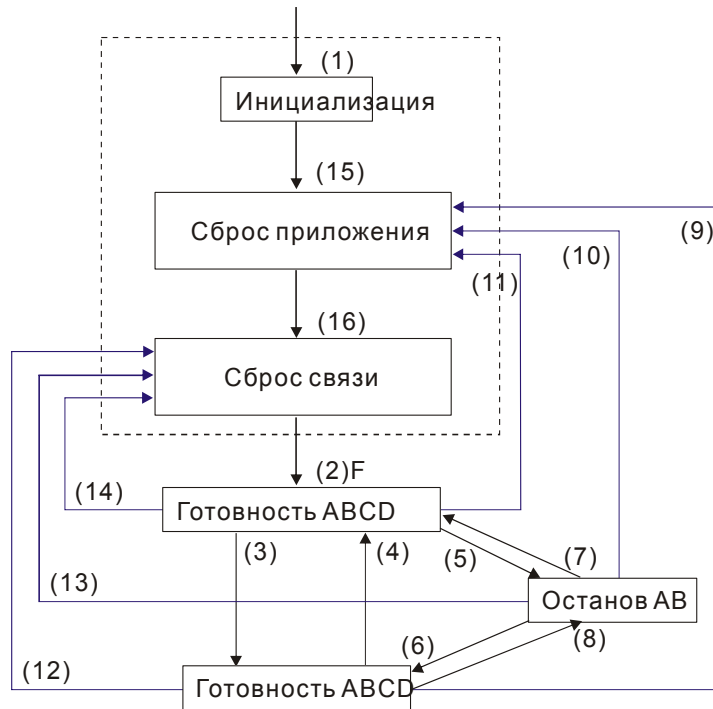 (1)
Инициализация
(15)
Сброс приложения
(9)
(10)
(11)
(16)
Сброс связи
(2)F
(14)
Готовность ABCD
(3)
(4)
(5)
(7)
(13)
Останов AB
(6)
(8)
(12)
Готовность ABCD